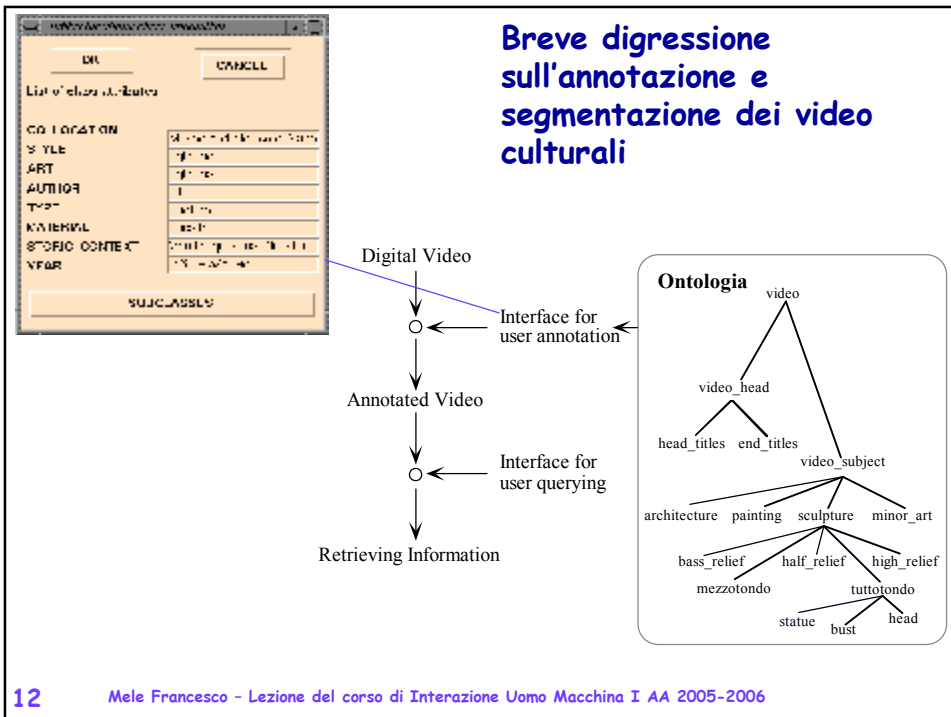 Breve digressione
sull'annotazione e
segmentazione dei video
culturali
CANCEL
List of class attributes
STYLE
ART
AUTHOR
TYPE
MATERIAL
STORIC CONTEXT
YEAR
SUBCLASSES
Digital Video
Interface for
user annotation
Annotated Video
Interface for
user querying
Retrieving Information
Ontologia
video
video_head
head_titles end_titles
video_subject
architecture painting sculpture minor_art
bass_relief half_relief high_relief
mezzotondo tuttotondo
statue bust head
12 Mele Francesco – Lezione del corso di Interazione Uomo Macchina I AA 2005-2006